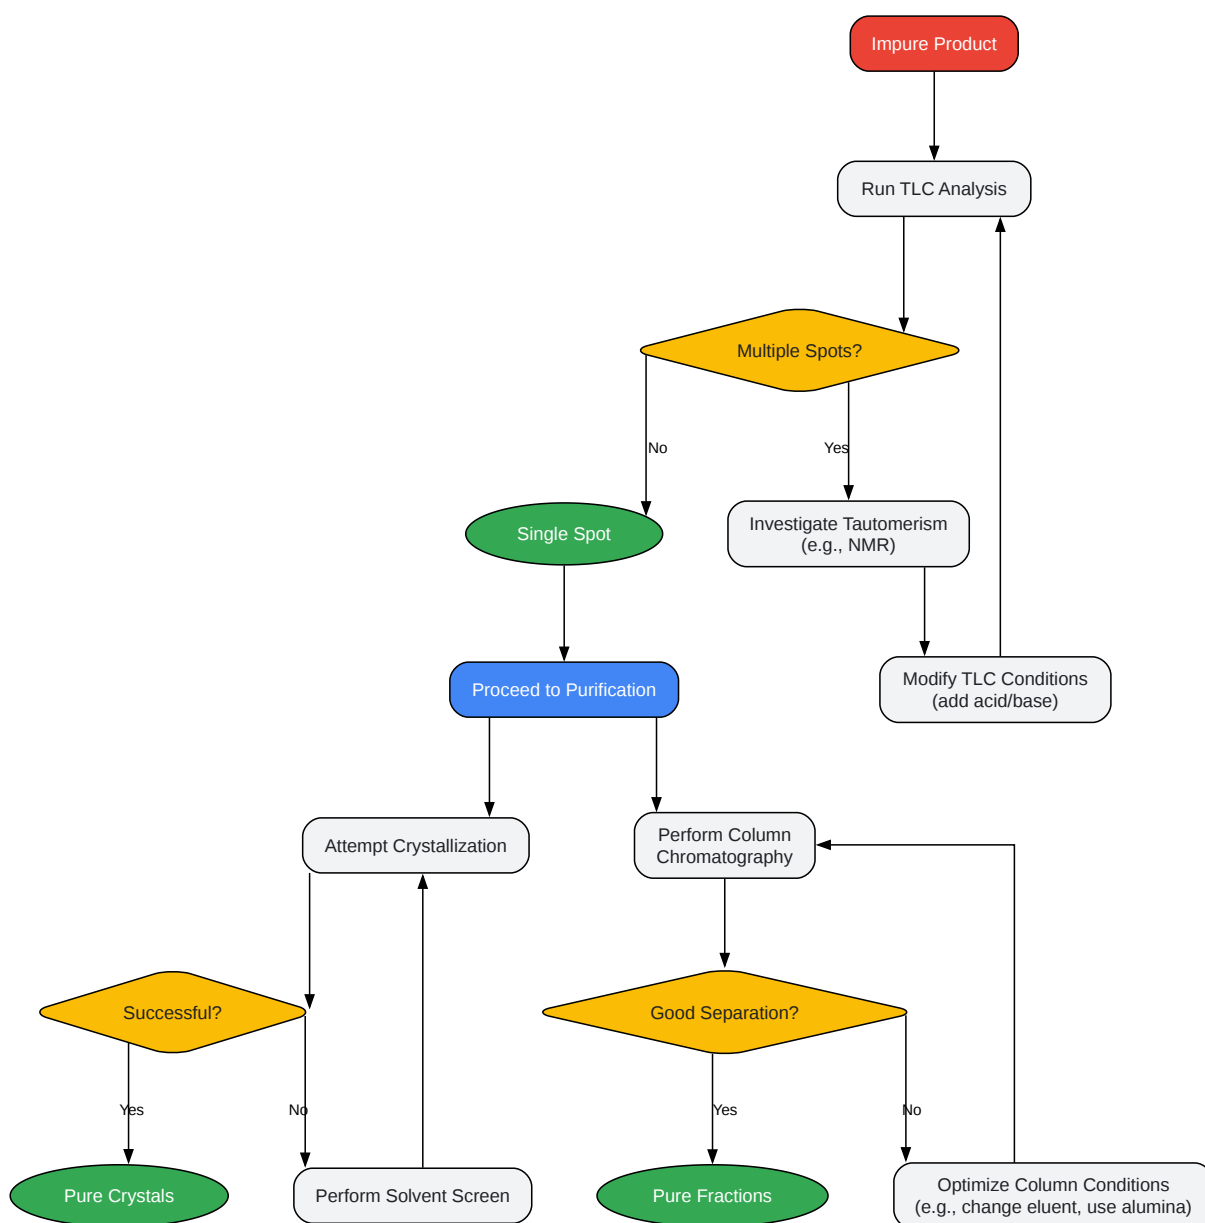 Impure Product
Run TLC Analysis
Multiple Spots?
No
Yes
Single Spot
Investigate Tautomerism
(e.g., NMR)
Proceed to Purification
Modify TLC Conditions
(add acid/base)
Attempt Crystallization
Perform Column
Chromatography
Successful?
Good Separation?
Yes
No
Yes
No
Pure Crystals
Perform Solvent Screen
Pure Fractions
Optimize Column Conditions
(e.g., change eluent, use alumina)